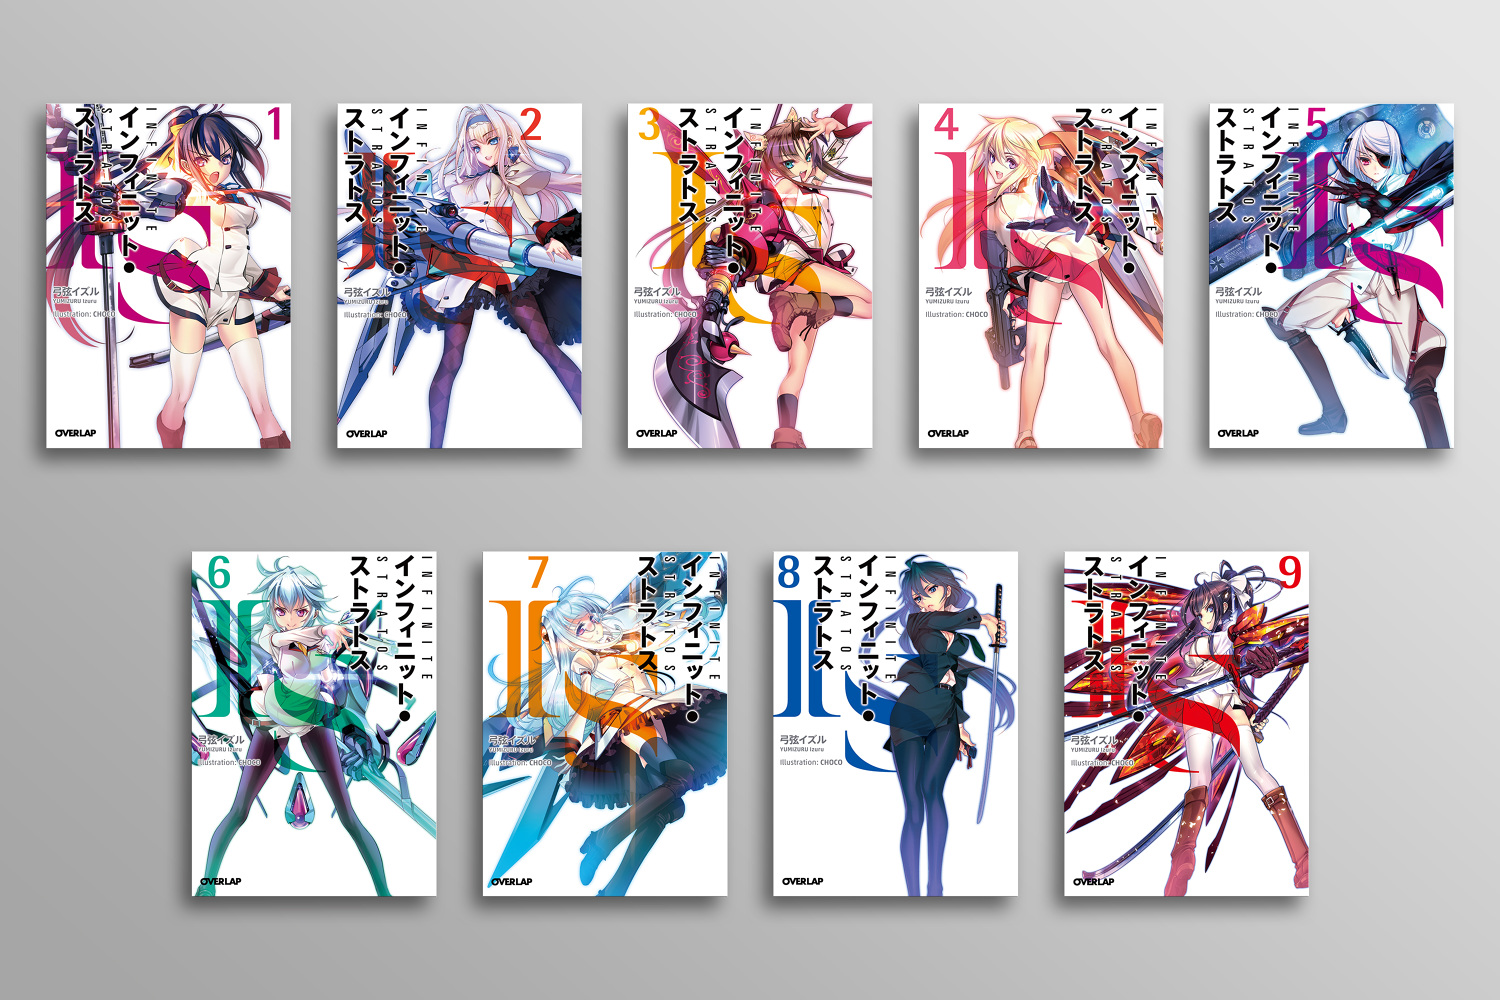 1
インフィニット・
ストラトス
INFINITE
STRATOS
IS
弓弦イズル
YUMIZURU Izuru
Illustration: CHOCO
OVERLAP
2
インフィニット・
ストラトス
INFINITE
STRATOS
IS
弓弦イズル
YUMIZURU Izuru
Illustration: CHOCO
OVERLAP
3
インフィニット・
ストラトス
INFINITE
STRATOS
IS
弓弦イズル
YUMIZURU Izuru
Illustration: CHOCO
OVERLAP
4
インフィニット・
ストラトス
INFINITE
STRATOS
IS
弓弦イズル
YUMIZURU Izuru
Illustration: CHOCO
OVERLAP
5
インフィニット・
ストラトス
INFINITE
STRATOS
IS
弓弦イズル
YUMIZURU Izuru
Illustration: CHOCO
OVERLAP
6
インフィニット・
ストラトス
INFINITE
STRATOS
IS
弓弦イズル
YUMIZURU Izuru
Illustration: CHOCO
OVERLAP
7
インフィニット・
ストラトス
INFINITE
STRATOS
IS
弓弦イズル
YUMIZURU Izuru
Illustration: CHOCO
OVERLAP
8
インフィニット・
ストラトス
INFINITE
STRATOS
IS
弓弦イズル
YUMIZURU Izuru
Illustration: CHOCO
OVERLAP
9
インフィニット・
ストラトス
INFINITE
STRATOS
IS
弓弦イズル
YUMIZURU Izuru
Illustration: CHOCO
OVERLAP